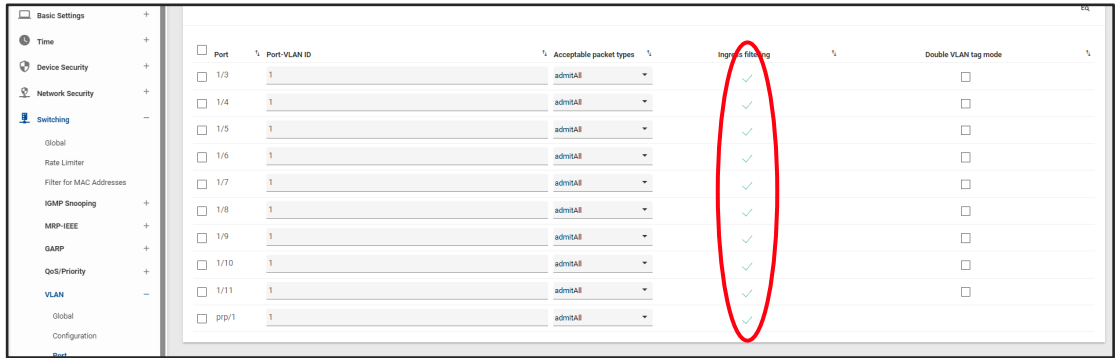 Basic Settings +
Time +
Device Security +
Network Security +
Switching −
Global
Rate Limiter
Filter for MAC Addresses
IGMP Snooping +
MRP-IEEE +
GARP +
QoS/Priority +
VLAN −
Global
Configuration
Port
Port Port-VLAN ID Acceptable packet types Ingress filtering Double VLAN tag mode
1/3 1 admitAll
1/4 1 admitAll
1/5 1 admitAll
1/6 1 admitAll
1/7 1 admitAll
1/8 1 admitAll
1/9 1 admitAll
1/10 1 admitAll
1/11 1 admitAll
prp/1 1 admitAll